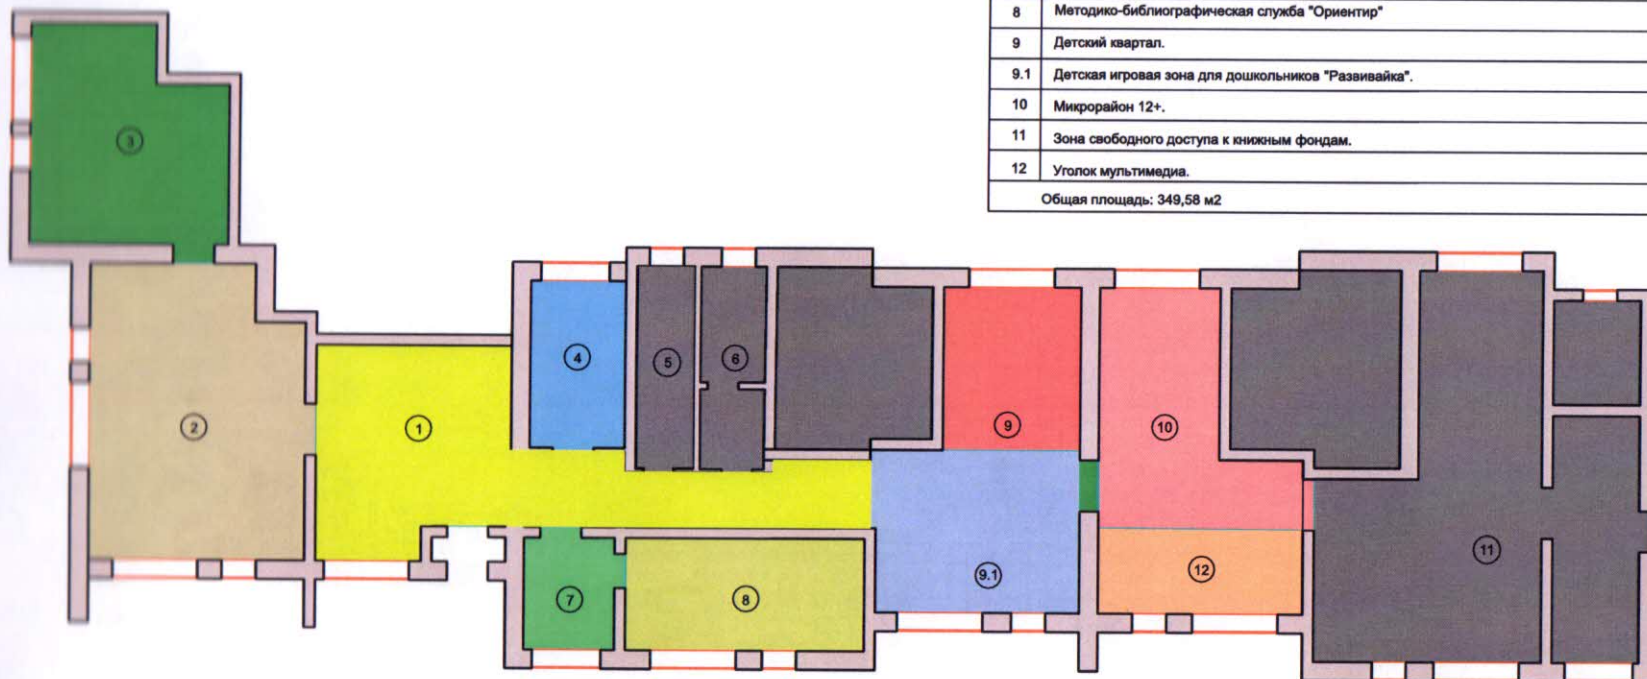 8 Методико-библиографическая служба "Ориентир"
9 Детский квартал.
9.1 Детская игровая зона для дошкольников "Развивайка".
10 Микрорайон 12+.
11 Зона свободного доступа к книжным фондам.
12 Уголок мультимедиа.
Общая площадь: 349,58 м2
3
4
5
6
2
1
9
10
11
9.1
12
7
8